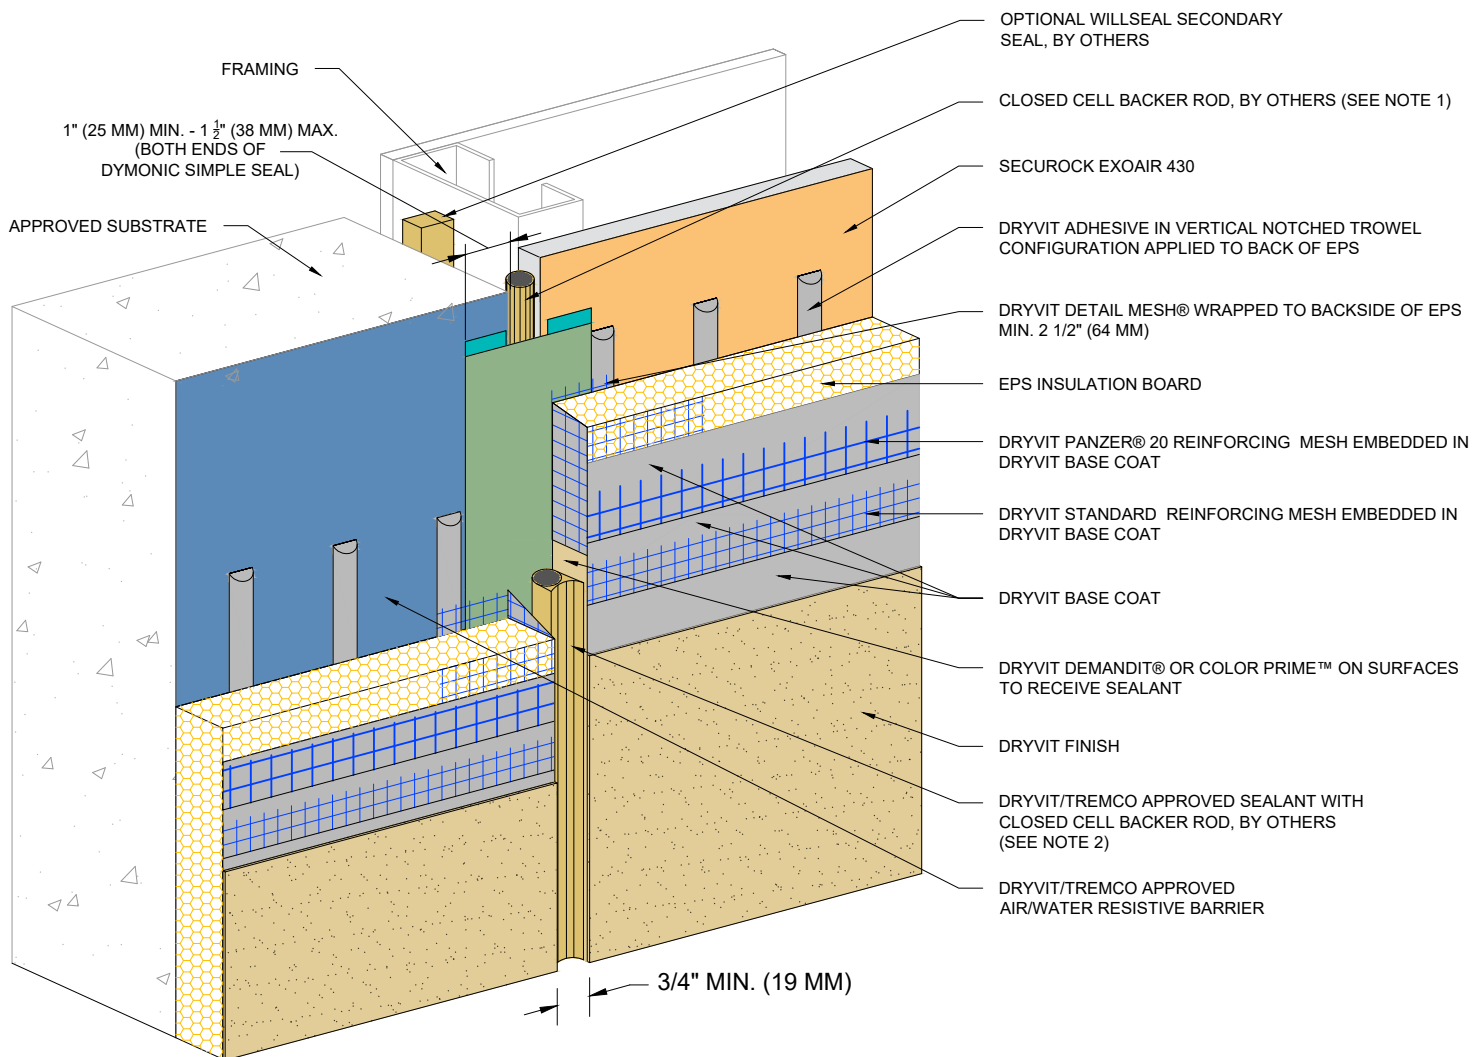 OPTIONAL WILLSEAL SECONDARY
SEAL, BY OTHERS
FRAMING
CLOSED CELL BACKER ROD, BY OTHERS (SEE NOTE 1)
1" (25 MM) MIN. - 1 1/2" (38 MM) MAX.
(BOTH ENDS OF
DYMONIC SIMPLE SEAL)
SECUROCK EXOAIR 430
APPROVED SUBSTRATE
DRYVIT ADHESIVE IN VERTICAL NOTCHED TROWEL
CONFIGURATION APPLIED TO BACK OF EPS
DRYVIT DETAIL MESH® WRAPPED TO BACKSIDE OF EPS
MIN. 2 1/2" (64 MM)
EPS INSULATION BOARD
DRYVIT PANZER® 20 REINFORCING MESH EMBEDDED IN
DRYVIT BASE COAT
DRYVIT STANDARD REINFORCING MESH EMBEDDED IN
DRYVIT BASE COAT
DRYVIT BASE COAT
DRYVIT DEMANDIT® OR COLOR PRIME™ ON SURFACES
TO RECEIVE SEALANT
DRYVIT FINISH
DRYVIT/TREMCO APPROVED SEALANT WITH
CLOSED CELL BACKER ROD, BY OTHERS
(SEE NOTE 2)
DRYVIT/TREMCO APPROVED
AIR/WATER RESISTIVE BARRIER
3/4" MIN. (19 MM)